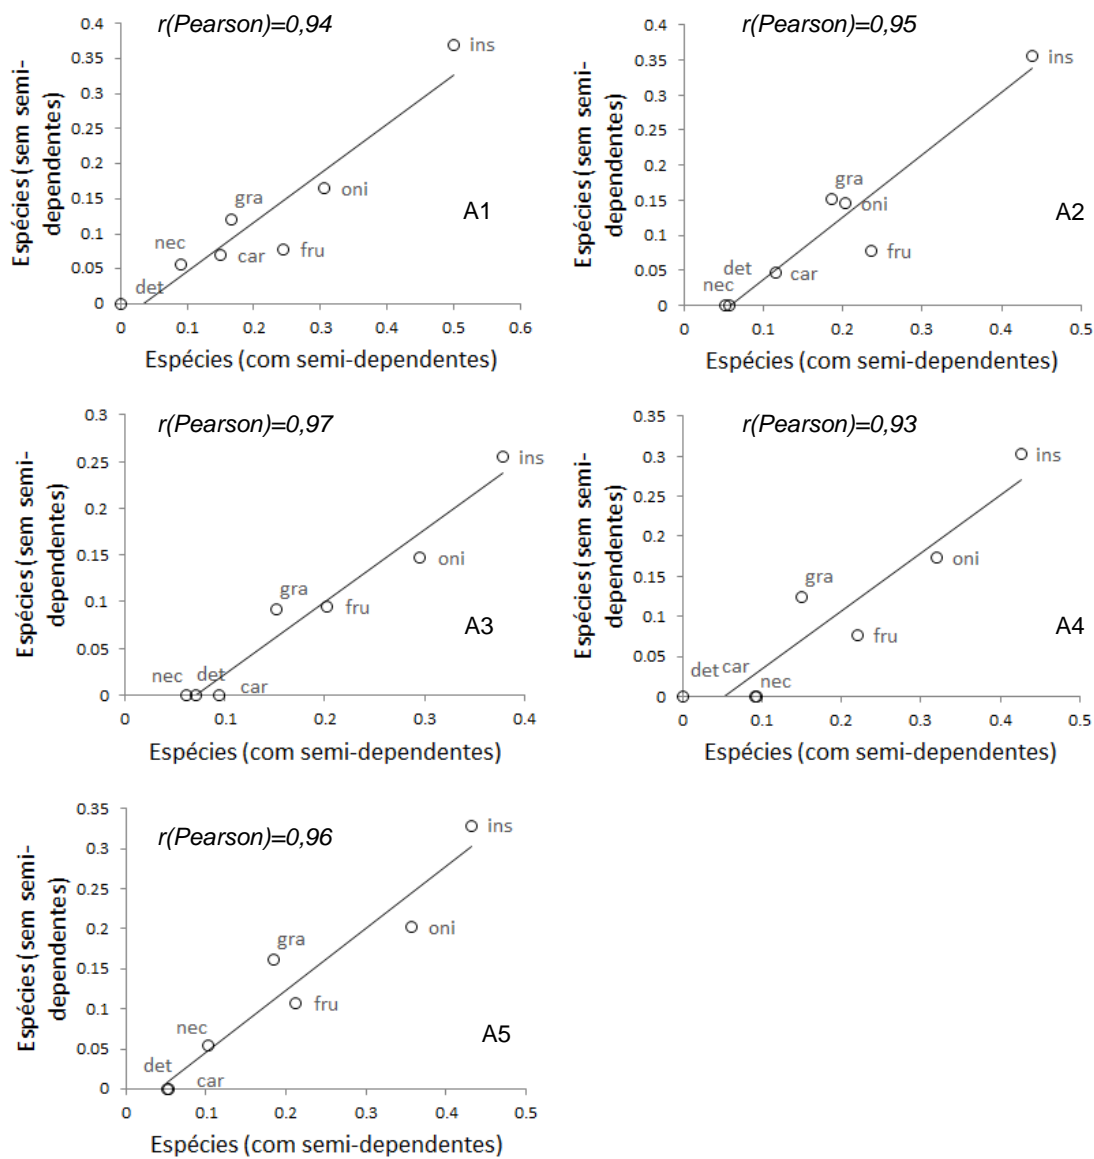 r(Pearson)=0,94
Espécies (sem semi-
dependentes)
0.4
0.35
0.3
0.25
0.2
0.15
0.1
0.05
0
ins
oni
gra
fru
car
nec
det
A1
0
0.1
0.2
0.3
0.4
0.5
0.6
Espécies (com semi-dependentes)
r(Pearson)=0,95
Espécies (sem semi-
dependentes)
0.4
0.35
0.3
0.25
0.2
0.15
0.1
0.05
0
ins
gra
oni
fru
det
car
nec
A2
0
0.1
0.2
0.3
0.4
0.5
Espécies (com semi-dependentes)
r(Pearson)=0,97
Espécies (sem semi-
dependentes)
0.3
0.25
0.2
0.15
0.1
0.05
0
ins
oni
gra
fru
nec
det
car
A3
0
0.1
0.2
0.3
0.4
Espécies (com semi-dependentes)
r(Pearson)=0,93
Espécies (sem semi-
dependentes)
0.35
0.3
0.25
0.2
0.15
0.1
0.05
0
ins
oni
gra
fru
det
car
nec
A4
0
0.1
0.2
0.3
0.4
0.5
Espécies (com semi-dependentes)
r(Pearson)=0,96
Espécies (sem semi-
dependentes)
0.35
0.3
0.25
0.2
0.15
0.1
0.05
0
ins
oni
gra
fru
nec
det
car
A5
0
0.1
0.2
0.3
0.4
0.5
Espécies (com semi-dependentes)